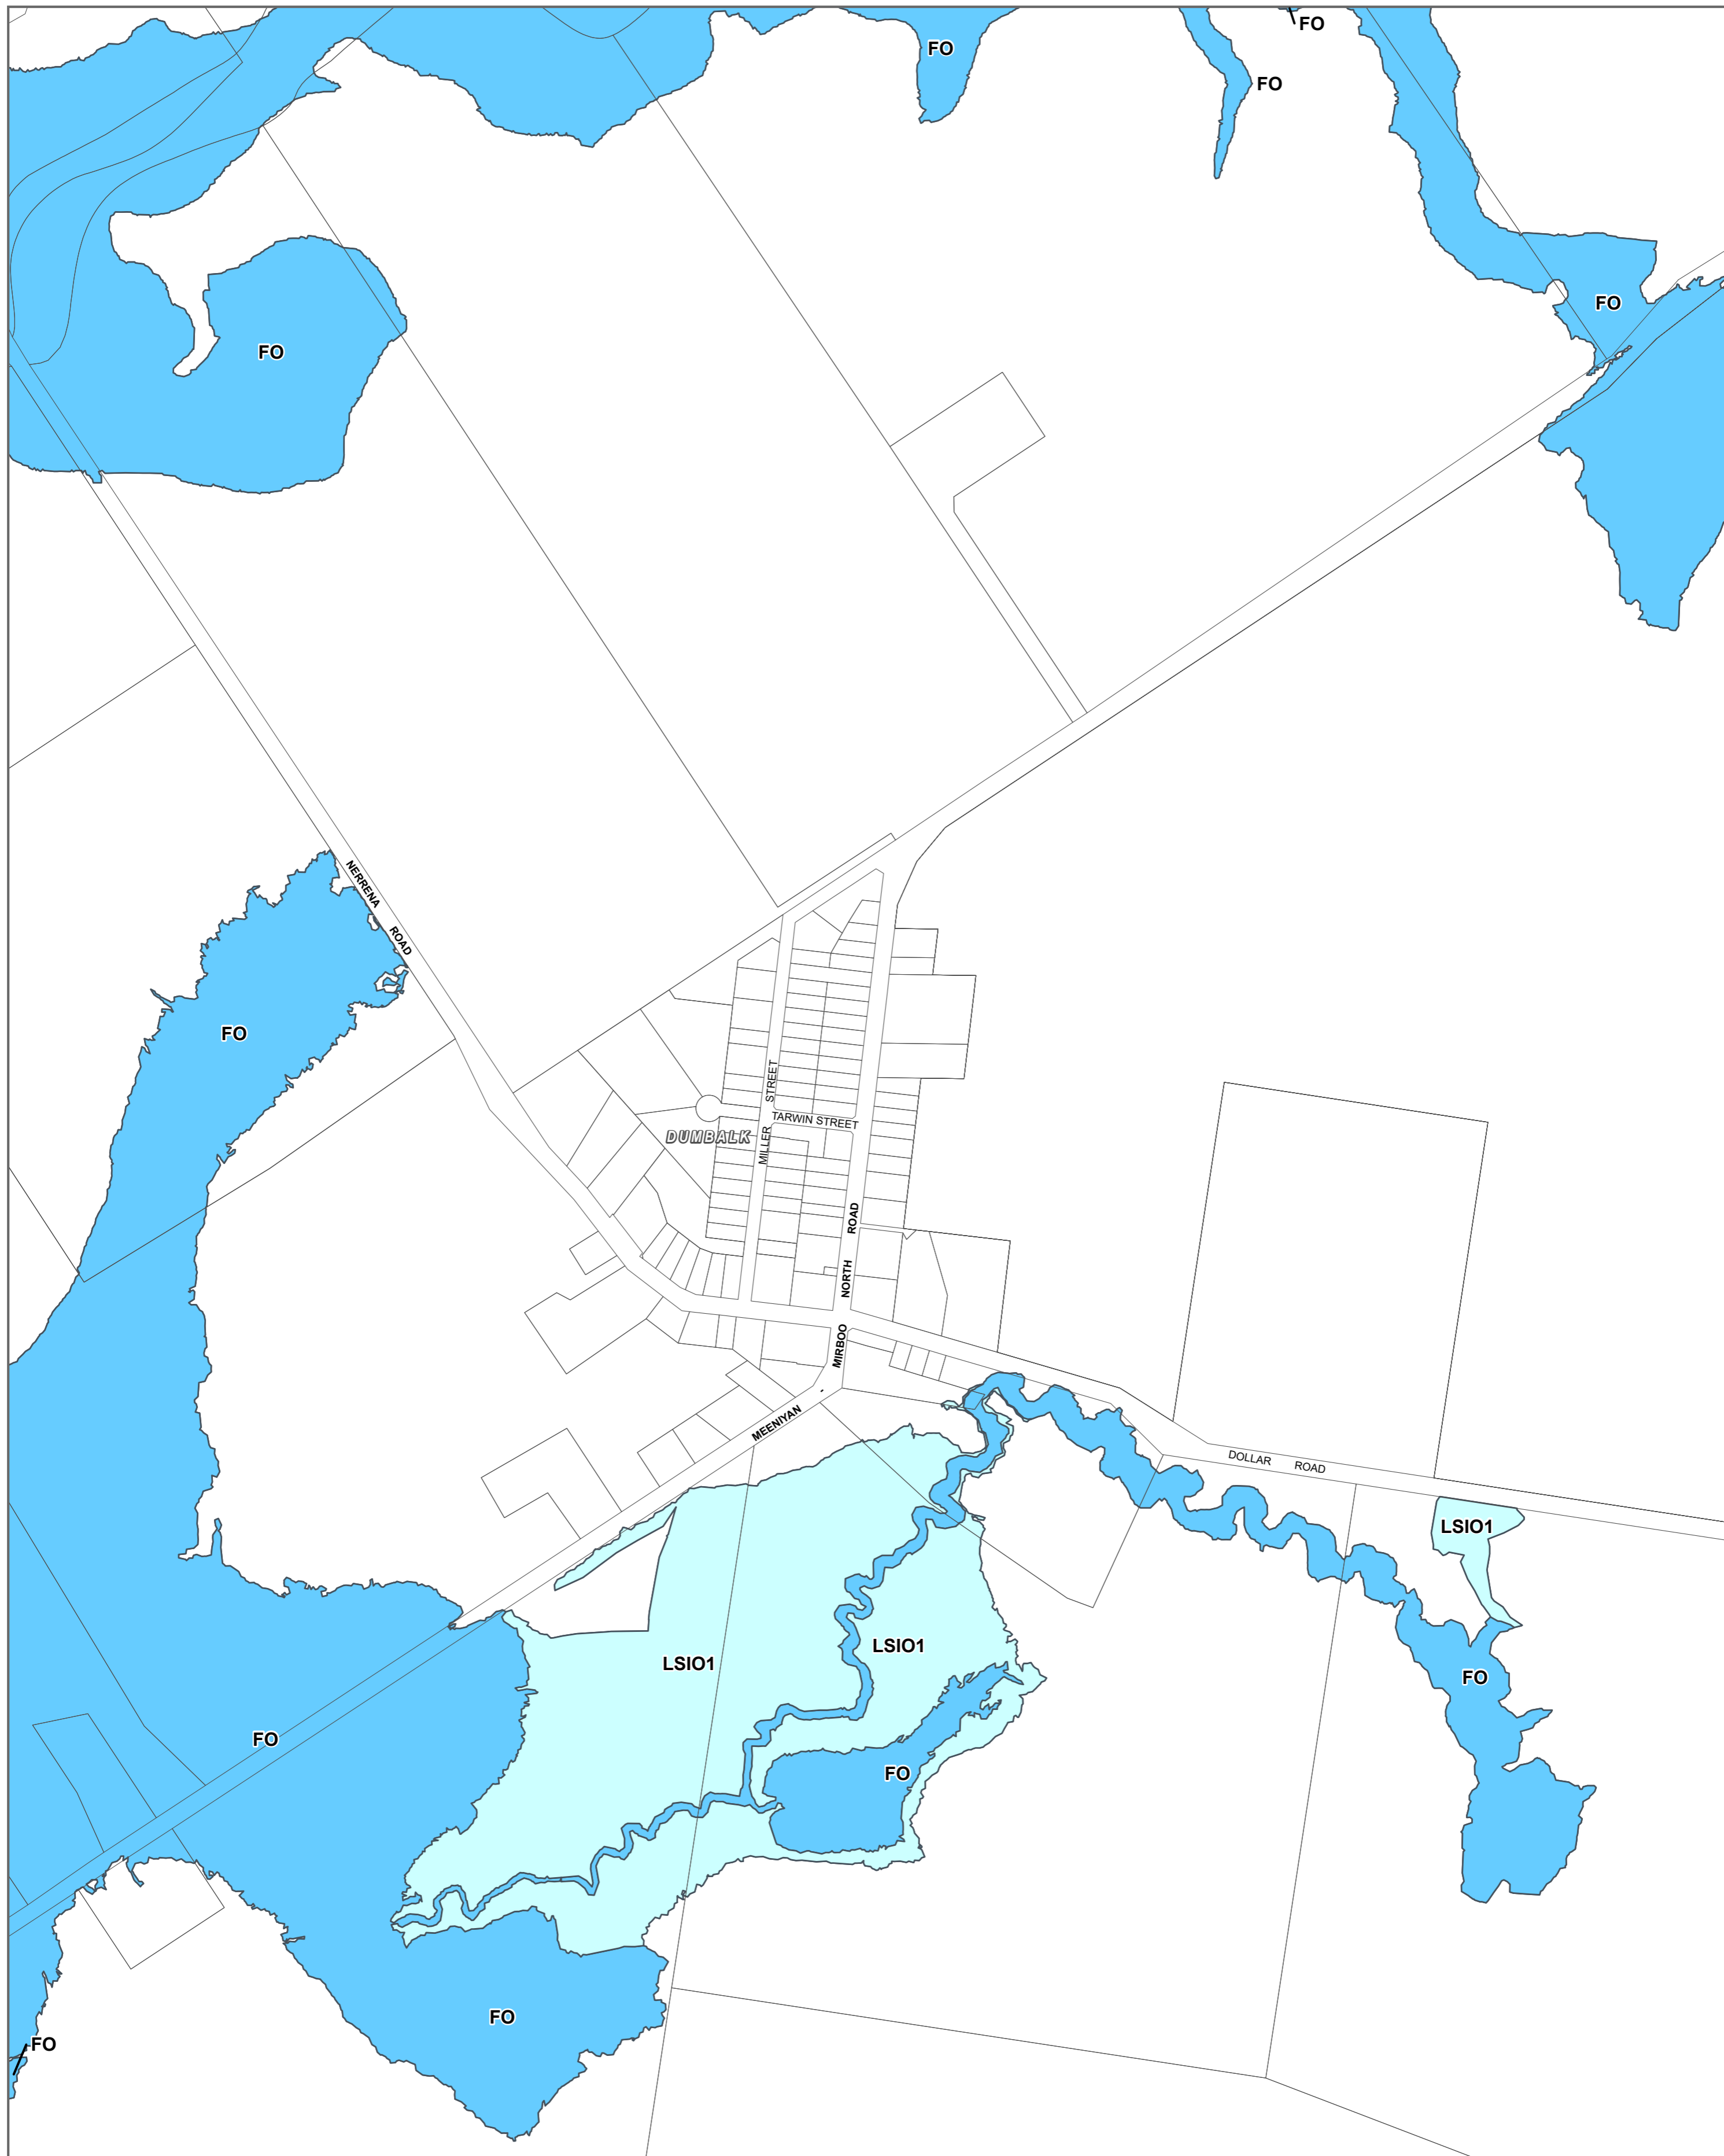 FO
FO
FO
FO
FO
NERRENA
ROAD
FO
STREET
TARWIN STREET
DUMBALK
MILLER
ROAD
NORTH
MIRBOO
-
MEENIYAN
DOLLAR ROAD
LSIO1
LSIO1
LSIO1
FO
FO
FO
FO
FO